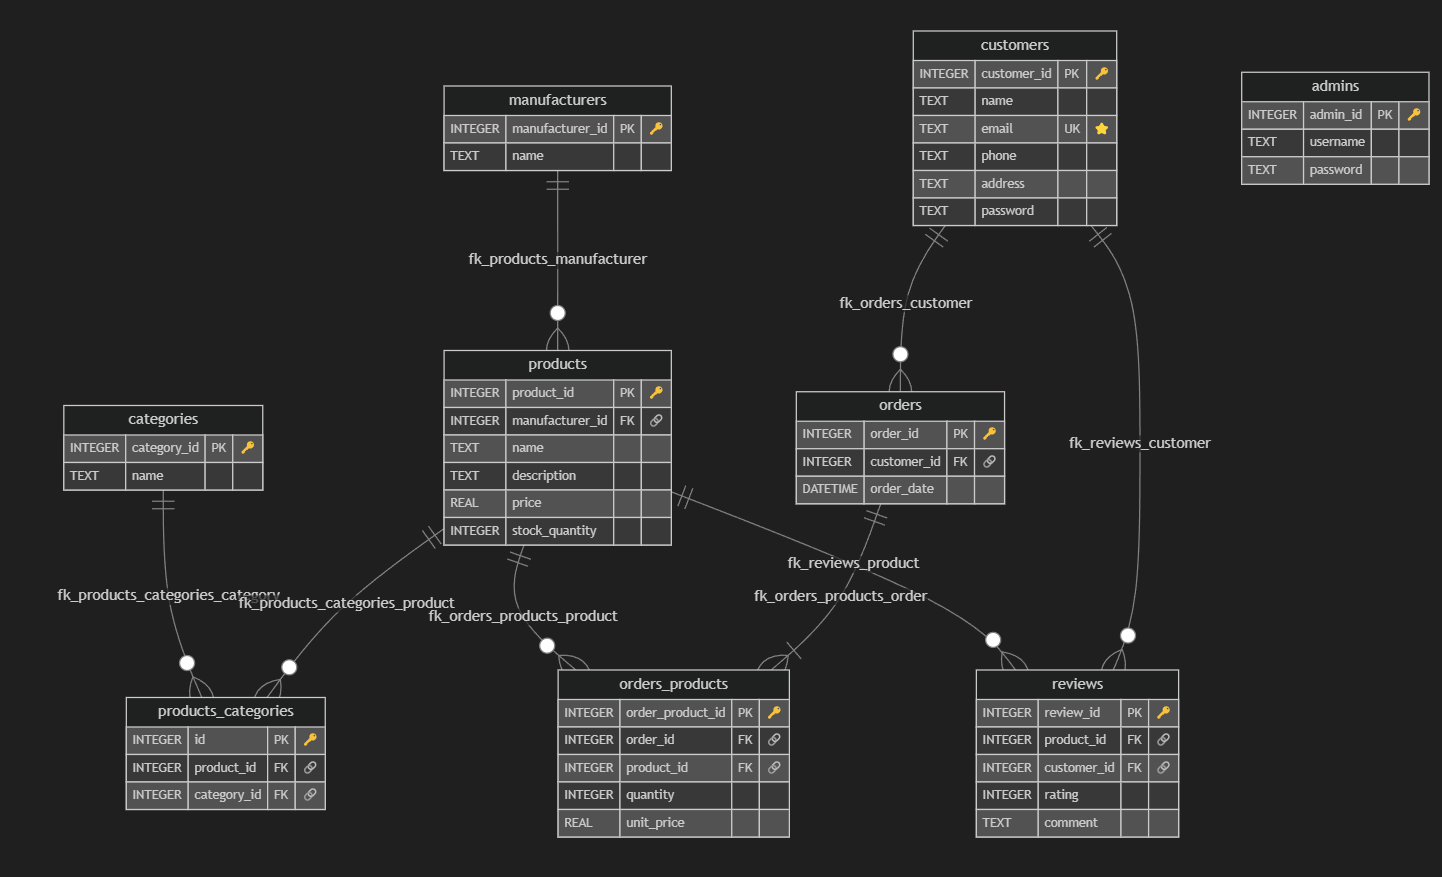 customers
INTEGER customer_id PK
TEXT name
TEXT email UK
TEXT phone
TEXT address
TEXT password
admins
INTEGER admin_id PK
TEXT username
TEXT password
manufacturers
INTEGER manufacturer_id PK
TEXT name
fk_products_manufacturer
fk_orders_customer
products
INTEGER product_id PK
INTEGER manufacturer_id FK
TEXT name
TEXT description
REAL price
INTEGER stock_quantity
categories
INTEGER category_id PK
TEXT name
orders
INTEGER order_id PK
INTEGER customer_id FK
DATETIME order_date
fk_reviews_customer
fk_reviews_product
fk_products_categories_category
fk_products_categories_product
fk_orders_products_product
fk_orders_products_order
products_categories
INTEGER id PK
INTEGER product_id FK
INTEGER category_id FK
orders_products
INTEGER order_product_id PK
INTEGER order_id FK
INTEGER product_id FK
INTEGER quantity
REAL unit_price
reviews
INTEGER review_id PK
INTEGER product_id FK
INTEGER customer_id FK
INTEGER rating
TEXT comment